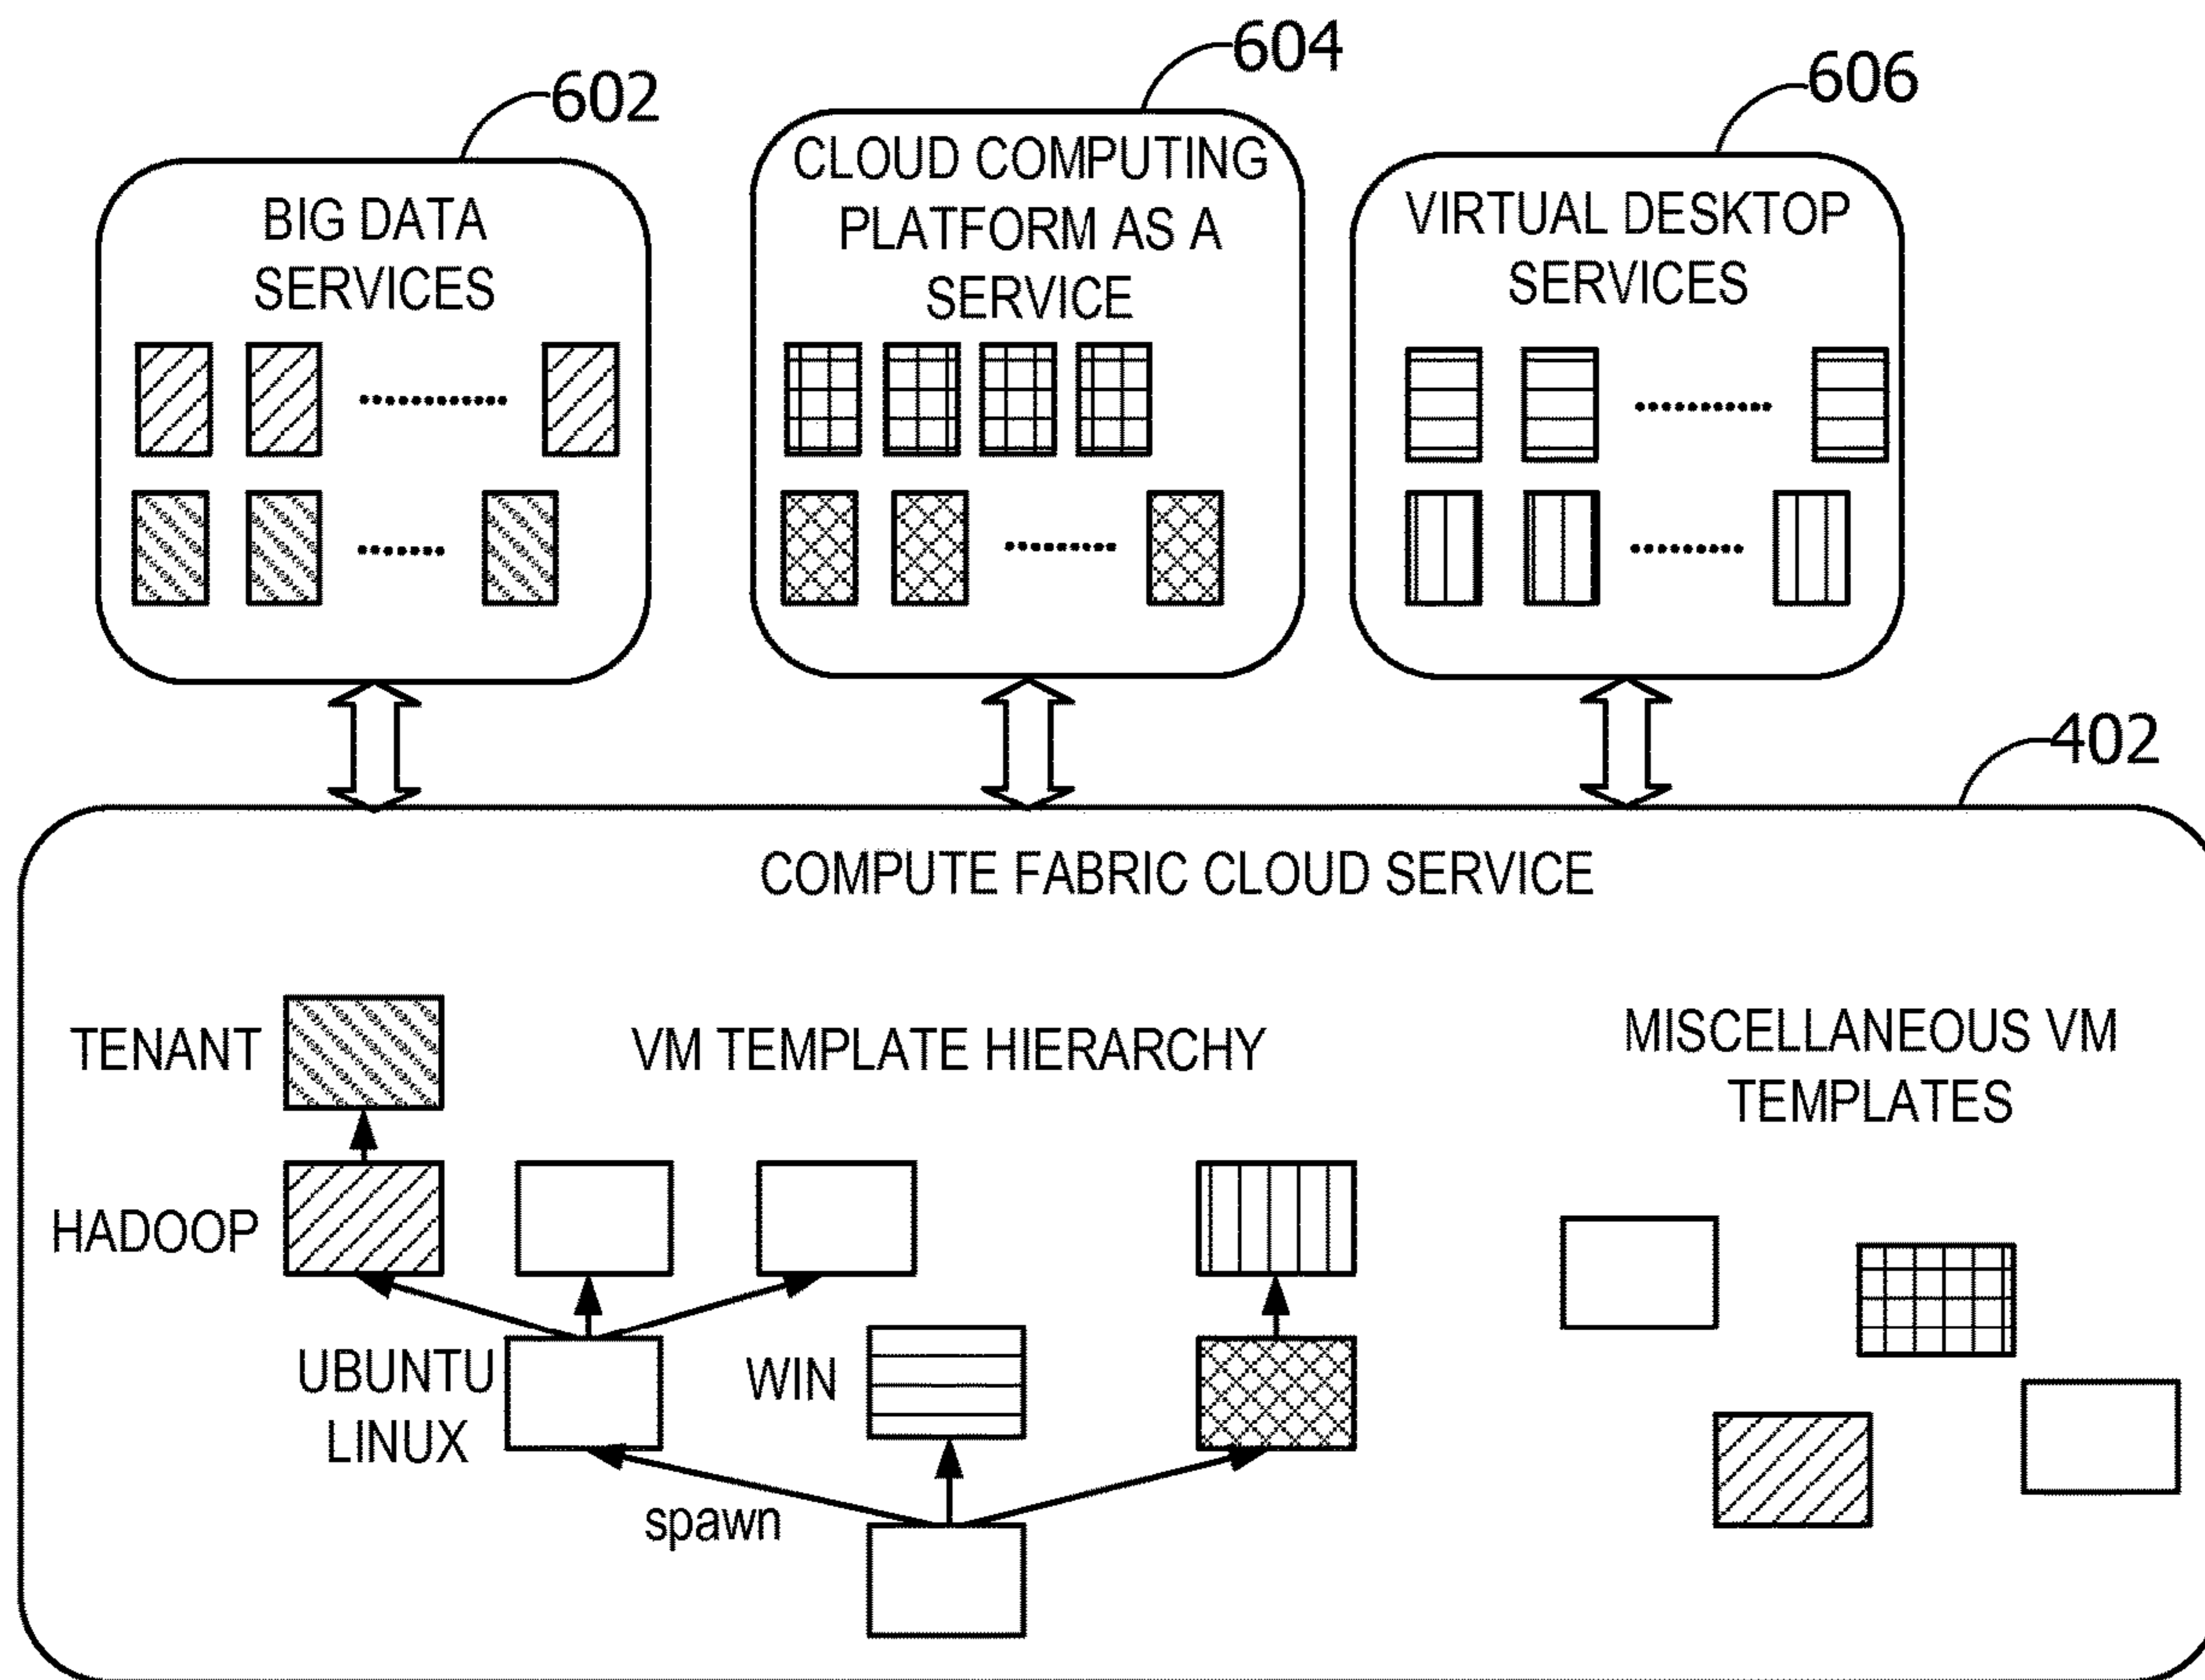 602
604
606
BIG DATA
SERVICES
CLOUD COMPUTING
PLATFORM AS A
SERVICE
VIRTUAL DESKTOP
SERVICES
402
COMPUTE FABRIC CLOUD SERVICE
TENANT
VM TEMPLATE HIERARCHY
MISCELLANEOUS VM
TEMPLATES
HADOOP
UBUNTU
LINUX
WIN
spawn